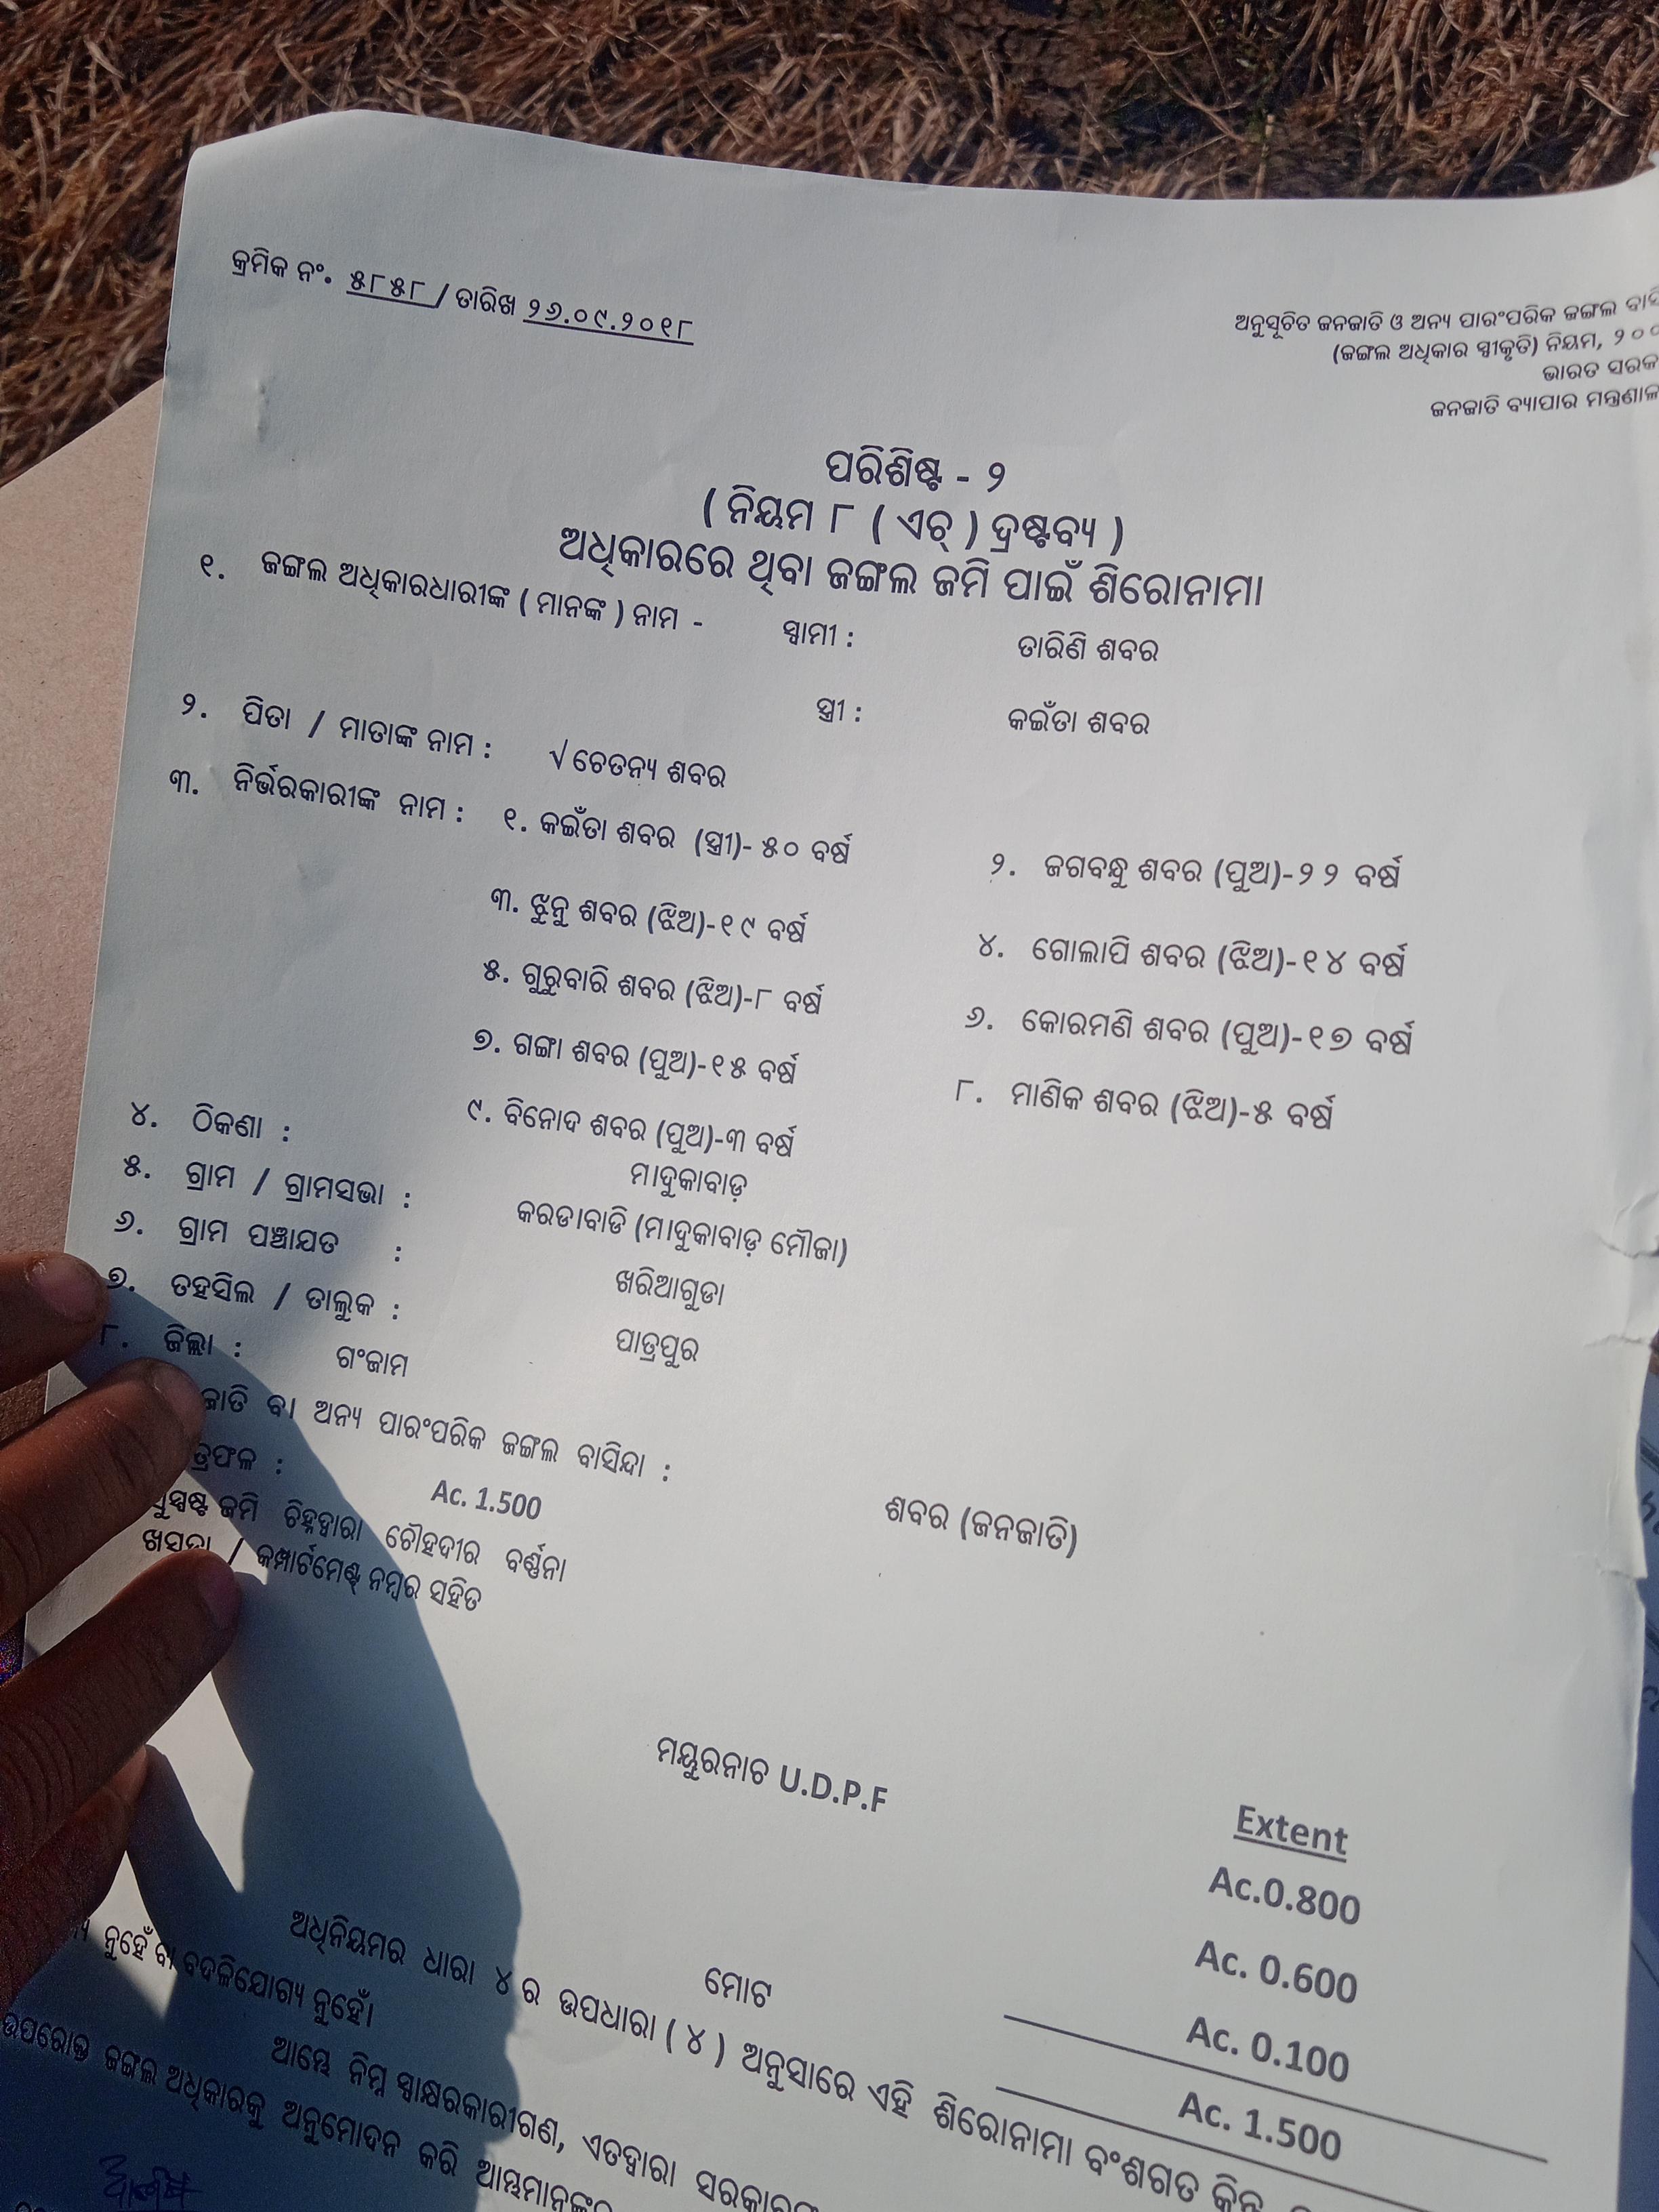 କ୍ରମିକ ନଂ. ୫୮୫୮ / ତାରିଖ ୨୬.୦୯.୨୦୧୮
ଅନୁସୂଚିତ ଜନଜାତି ଓ ଅନ୍ୟ ପାରଂପରିକ ଜଙ୍ଗଲ
(ଜଙ୍ଗଲ ଅଧିକାର ସ୍ୱୀକୃତି) ନିୟମ,
ଭାରତ
ଜନଜାତି ବ୍ୟାପାର
ପରିଶିଷ୍ଟ - ୨
( ନିୟମ ୮ ( ଏଚ୍ ) ଦ୍ରଷ୍ଟବ୍ୟ )
ଅଧିକାରରେ ଥିବା ଜଙ୍ଗଲ ଜମି ପାଇଁ ଶିରୋନାମା
୧. ଜଙ୍ଗଲ ଅଧିକାରଧାରୀଙ୍କ ( ମାନଙ୍କ ) ନାମ - ସ୍ୱାମୀ : ତାରିଣି ଶବର
ସ୍ତ୍ରୀ : କଇଁତା ଶବର
୨. ପିତା / ମାତାଙ୍କ ନାମ : √ ଚେତନ୍ୟ ଶବର
୩. ନିର୍ଭରକାରୀଙ୍କ ନାମ : ୧. କଇଁତା ଶବର (ସ୍ତ୍ରୀ)- ୫୦ ବର୍ଷ ୨. ଜଗବନ୍ଧୁ ଶବର (ପୁଅ)-୨୨ ବର୍ଷ
୩. ଝୁନୁ ଶବର (ଝିଅ)-୧୯ ବର୍ଷ ୪. ଗୋଲାପି ଶବର (ଝିଅ)-୧୪ ବର୍ଷ
୫. ଗୁରୁବାରି ଶବର (ଝିଅ)-୮ ବର୍ଷ ୬. କୋରମଣି ଶବର (ପୁଅ)-୧୭ ବର୍ଷ
୭. ଗଙ୍ଗା ଶବର (ପୁଅ)-୧୫ ବର୍ଷ ୮. ମାଣିକ ଶବର (ଝିଅ)-୫ ବର୍ଷ
୯. ବିନୋଦ ଶବର (ପୁଅ)-୩ ବର୍ଷ
୪. ଠିକଣା : ମାଦୁକାବାଡ଼
୫. ଗ୍ରାମ / ଗ୍ରାମସଭା : କରଡାବାଡି (ମାଦୁକାବାଡ଼ ମୌଜା)
୬. ଗ୍ରାମ ପଞ୍ଚାଯତ : ଖରିଆଗୁଡା
୭. ତହସିଲ / ତାଲୁକ : ପାତ୍ରପୁର
୮. ଜିଲ୍ଲା : ଗଂଜାମ
ବା ଅନ୍ୟ ପାରଂପରିକ ଜଙ୍ଗଲ ବାସିନ୍ଦା : ଶବର (ଜନଜାତି)
: Ac. 1.500
ଜମି ଚିହ୍ନଦ୍ୱାରା ଚୌହଦୀର ବର୍ଣ୍ଣନା
/ କମ୍ପାର୍ଟମେଣ୍ଟ୍ ନମ୍ବର ସହିତ
ମୟୁରନାଚ U.D.P.F
Extent
Ac.0.800
Ac. 0.600
Ac. 0.100
ମୋଟ Ac. 1.500
ଅଧିନିୟମର ଧାରା ୪ ର ଉପଧାରା ( ୪ ) ଅନୁସାରେ ଏହି ଶିରୋନାମା ବଂଶଗତ
ନୁହେଁ ବା ବଦଳିଯୋଗ୍ୟ ନୁହେଁ।
ଆମ୍ଭେ ନିମ୍ନ ସ୍ୱାକ୍ଷରକାରୀଗଣ, ଏତଦ୍ଦ୍ୱାରା
ଉପରୋକ୍ତ ଜଙ୍ଗଲ ଅଧିକାରକୁ ଅନୁମୋଦନ କରି